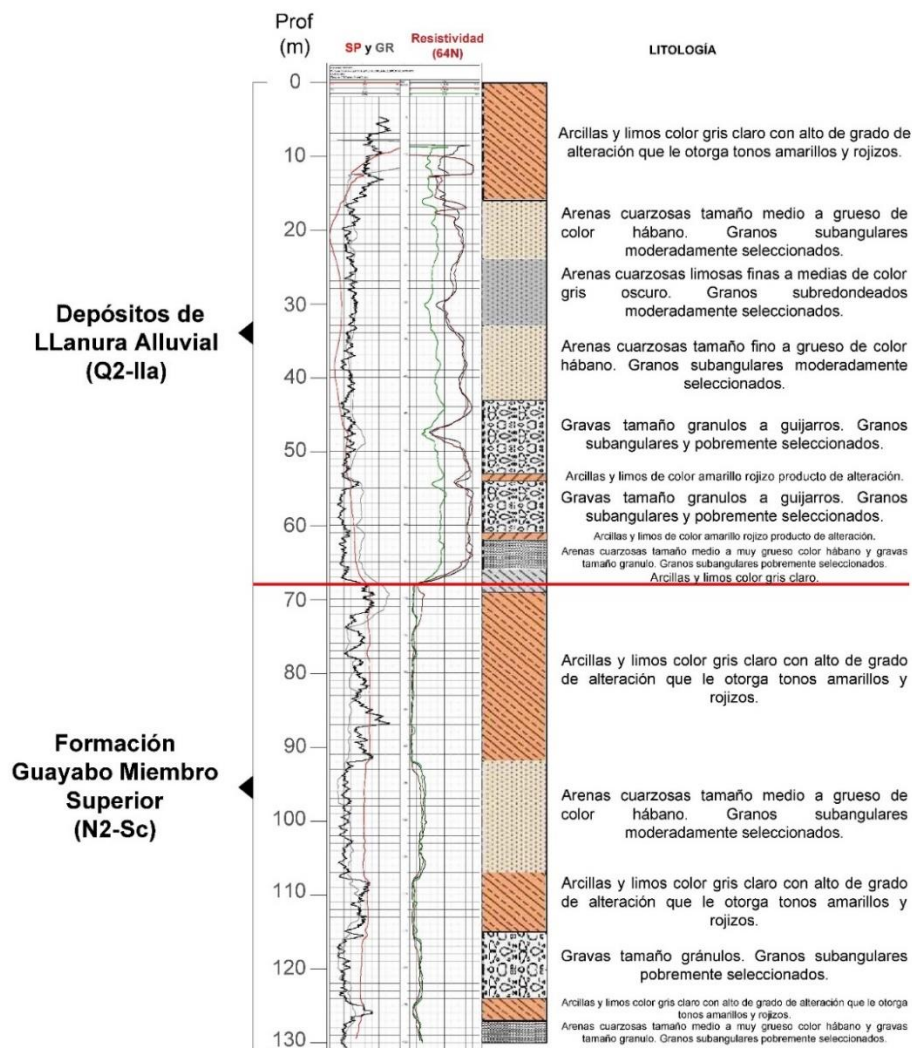 Prof
(m)
SP y GR
Resistividad
(64N)
LITOLOGÍA
0
10
20
30
40
50
60
70
80
90
100
110
120
130
Depósitos de
LLanura Alluvial
(Q2-lla)
Formación
Guayabo Miembro
Superior
(N2-Sc)
Arcillas y limos color gris claro con alto de grado de
alteración que le otorga tonos amarillos y rojizos.
Arenas cuarzosas tamaño medio a grueso de
color hábano. Granos subangulares
moderadamente seleccionados.
Arenas cuarzosas limosas finas a medias de color
gris oscuro. Granos subredondeados
moderadamente seleccionados.
Arenas cuarzosas tamaño fino a grueso de color
hábano. Granos subangulares moderadamente
seleccionados.
Gravas tamaño granulos a guijarros. Granos
subangulares y pobremente seleccionados.
Arcillas y limos de color amarillo rojizo producto de alteración.
Gravas tamaño granulos a guijarros. Granos
subangulares y pobremente seleccionados.
Arcillas y limos de color amarillo rojizo producto de alteración.
Arenas cuarzosas tamaño medio a muy grueso color hábano y gravas
tamaño granulo. Granos subangulares pobremente seleccionados.
Arcillas y limos color gris claro.
Arcillas y limos color gris claro con alto de grado
de alteración que le otorga tonos amarillos y
rojizos.
Arenas cuarzosas tamaño medio a grueso de
color hábano. Granos subangulares
moderadamente seleccionados.
Arcillas y limos color gris claro con alto de grado
de alteración que le otorga tonos amarillos y
rojizos.
Gravas tamaño gránulos. Granos subangulares
pobremente seleccionados.
Arcillas y limos color gris claro con alto de grado de alteración que le otorga
tonos amarillos y rojizos.
Arenas cuarzosas tamaño medio a muy grueso color hábano y gravas
tamaño granulo. Granos subangulares pobremente seleccionados.